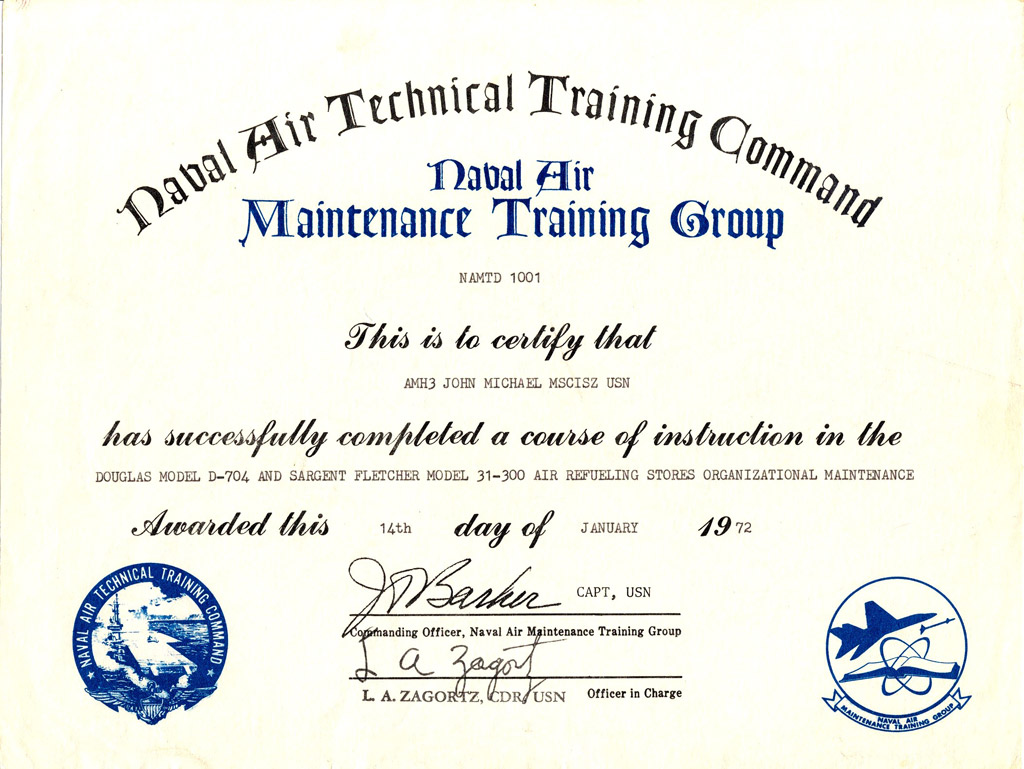 Naval Air Technical Training Command
Naval Air
Maintenance Training Group
NAMTD 1001
This is to certify that
AMH3 JOHN MICHAEL MSCISZ USN
has successfully completed a course of instruction in the
DOUGLAS MODEL D-704 AND SARGENT FLETCHER MODEL 31-300 AIR REFUELING STORES ORGANIZATIONAL MAINTENANCE
Awarded this 14th day of JANUARY 1972
J D Barker CAPT, USN
Commanding Officer, Naval Air Maintenance Training Group
L A Zagortz
L. A. ZAGORTZ, CDR, USN Officer in Charge
NAVAL AIR TECHNICAL TRAINING COMMAND
NAVAL AIR
MAINTENANCE TRAINING GROUP